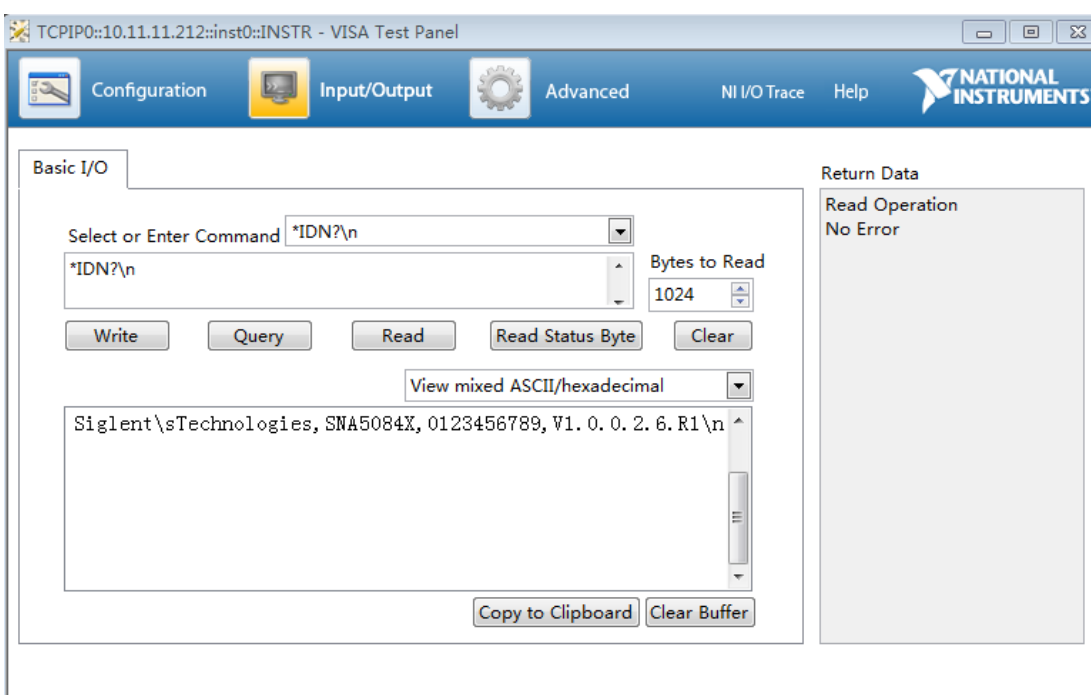 TCPIP0::10.11.11.212::inst0::INSTR - VISA Test Panel
Configuration Input/Output Advanced NI I/O Trace Help NATIONAL INSTRUMENTS
Basic I/O
Return Data
Read Operation
No Error
Select or Enter Command *IDN?\n
*IDN?\n
Bytes to Read
1024
Write Query Read Read Status Byte Clear
View mixed ASCII/hexadecimal
Siglent\sTechnologies,SNA5084X,0123456789,V1.0.0.2.6.R1\n
Copy to Clipboard Clear Buffer